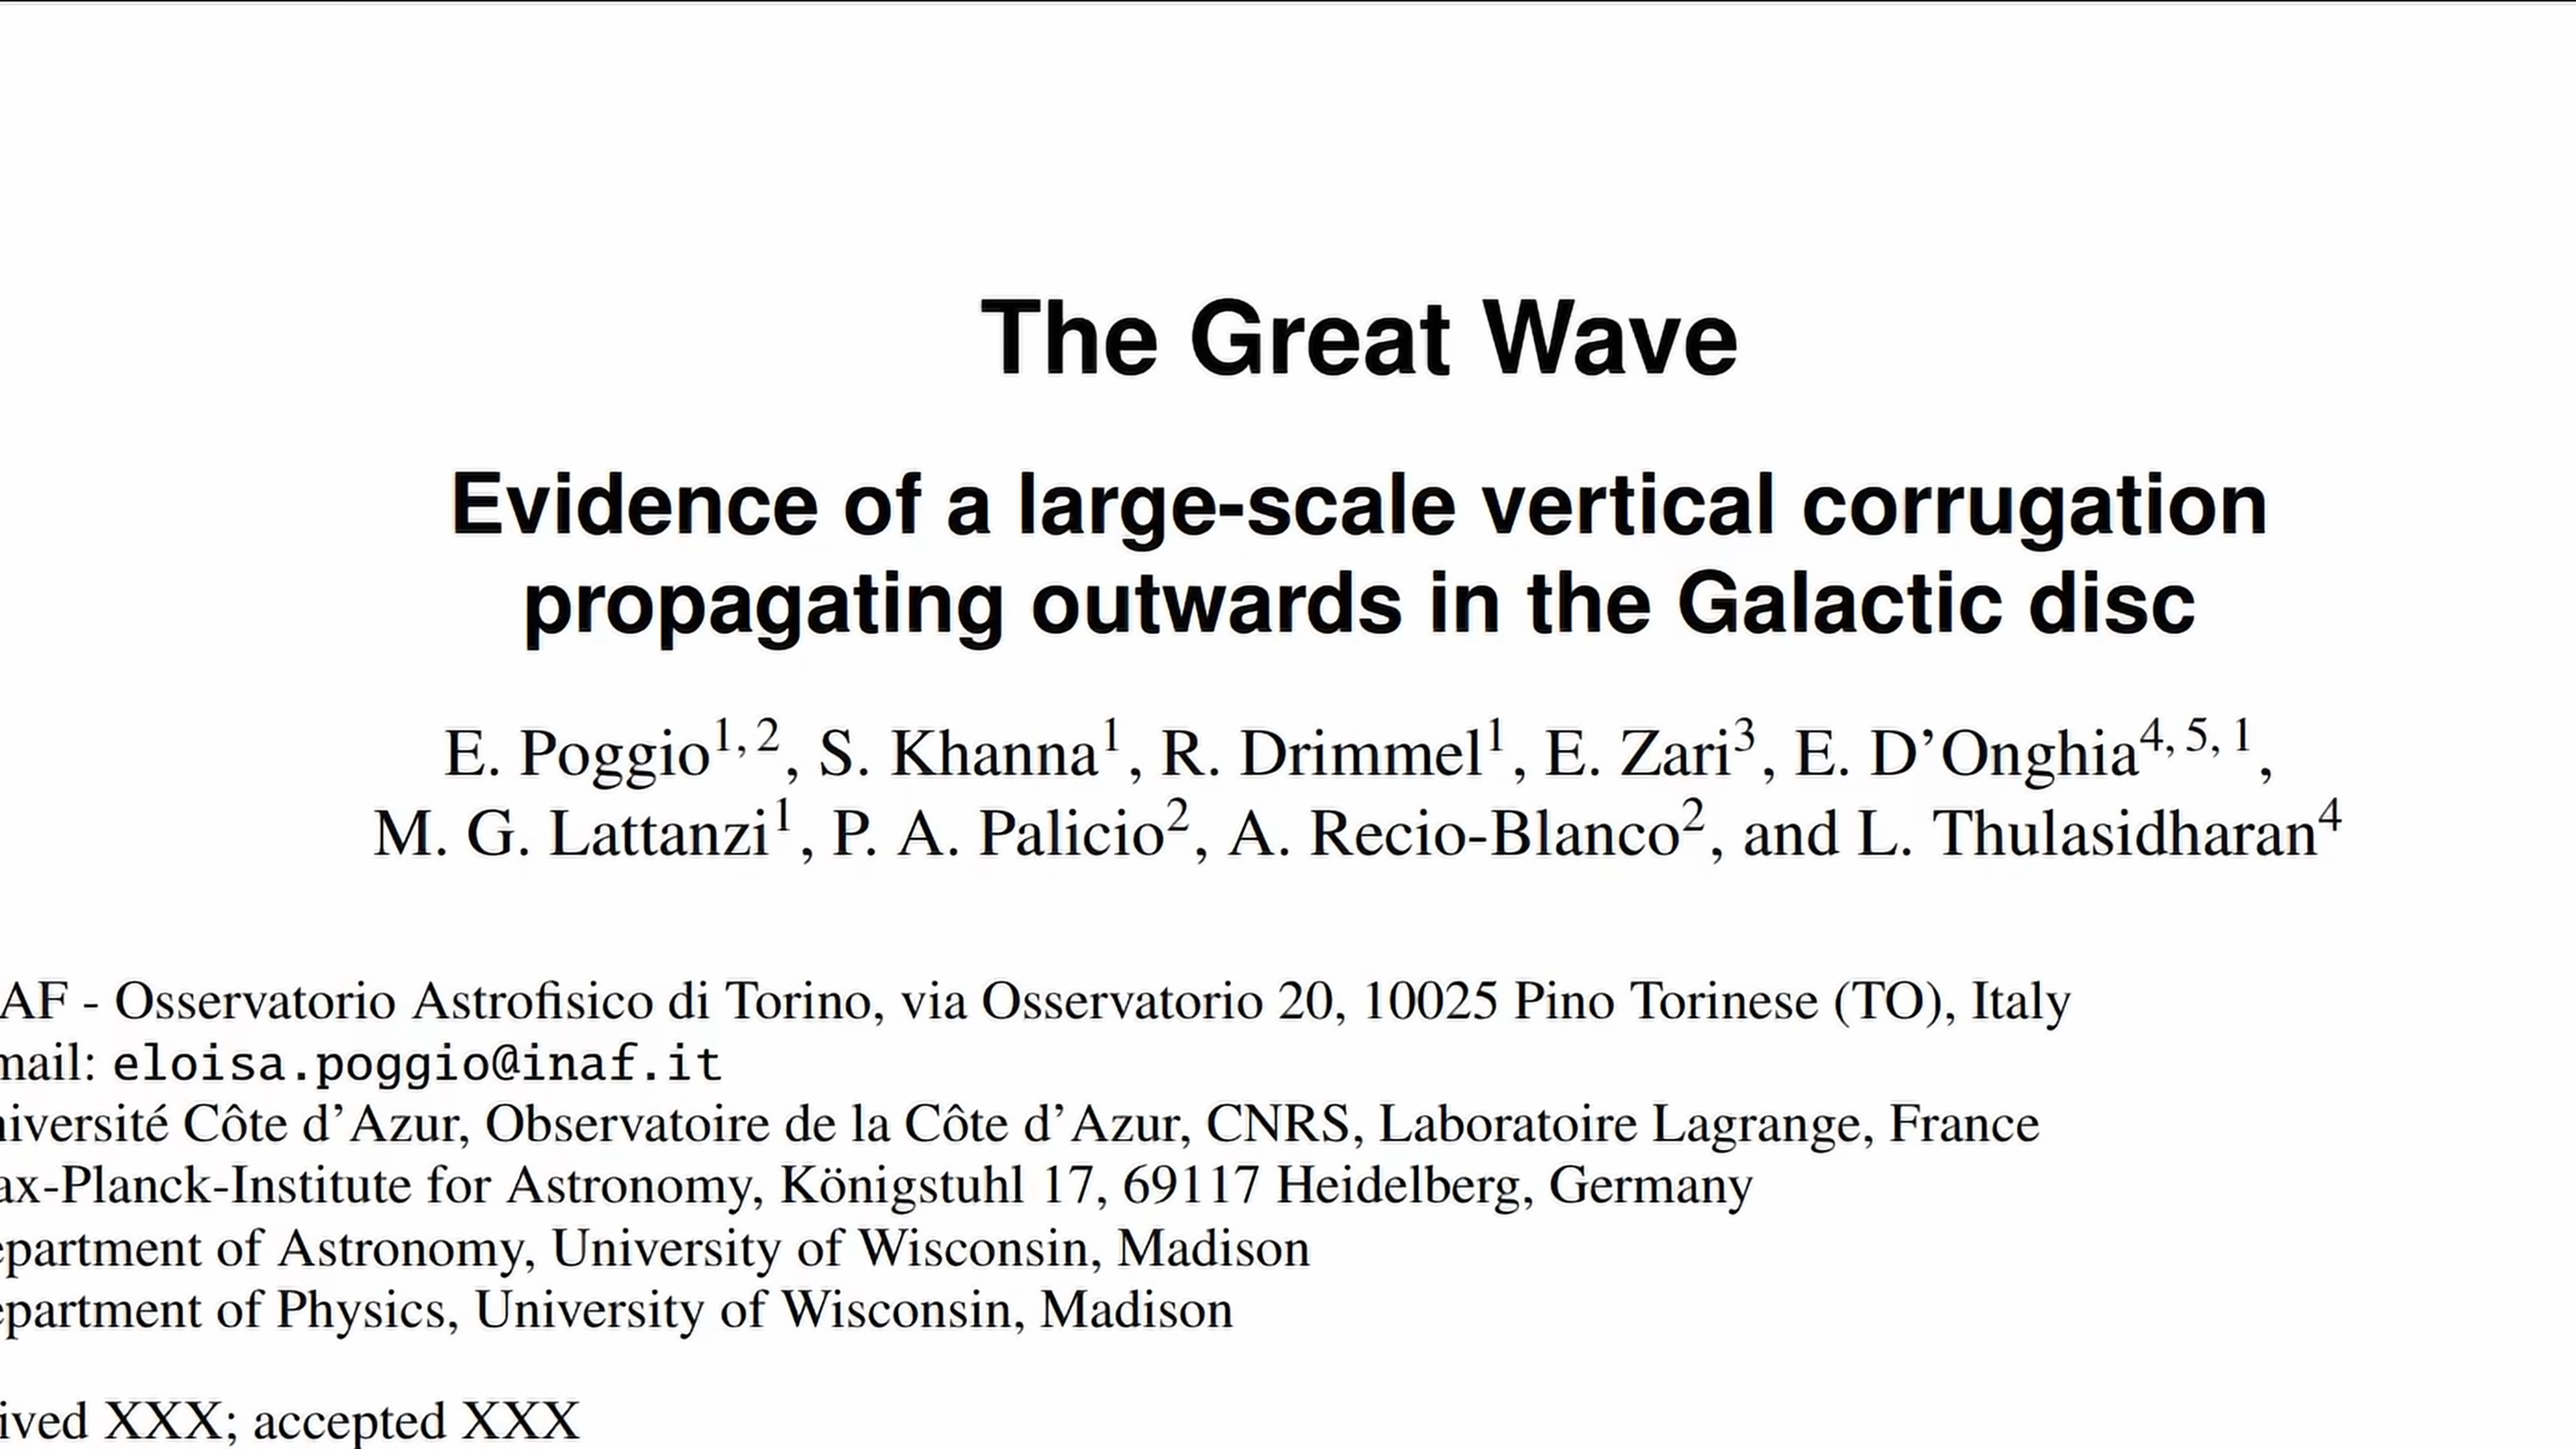 The Great Wave
Evidence of a large-scale vertical corrugation
propagating outwards in the Galactic disc
E. Poggio1, 2, S. Khanna1, R. Drimmel1, E. Zari3, E. D’Onghia4, 5, 1,
M. G. Lattanzi1, P. A. Palicio2, A. Recio-Blanco2, and L. Thulasidharan4
AF - Osservatorio Astrofisico di Torino, via Osservatorio 20, 10025 Pino Torinese (TO), Italy
mail: eloisa.poggio@inaf.it
niversité Côte d’Azur, Observatoire de la Côte d’Azur, CNRS, Laboratoire Lagrange, France
ax-Planck-Institute for Astronomy, Königstuhl 17, 69117 Heidelberg, Germany
epartment of Astronomy, University of Wisconsin, Madison
epartment of Physics, University of Wisconsin, Madison
ived XXX; accepted XXX